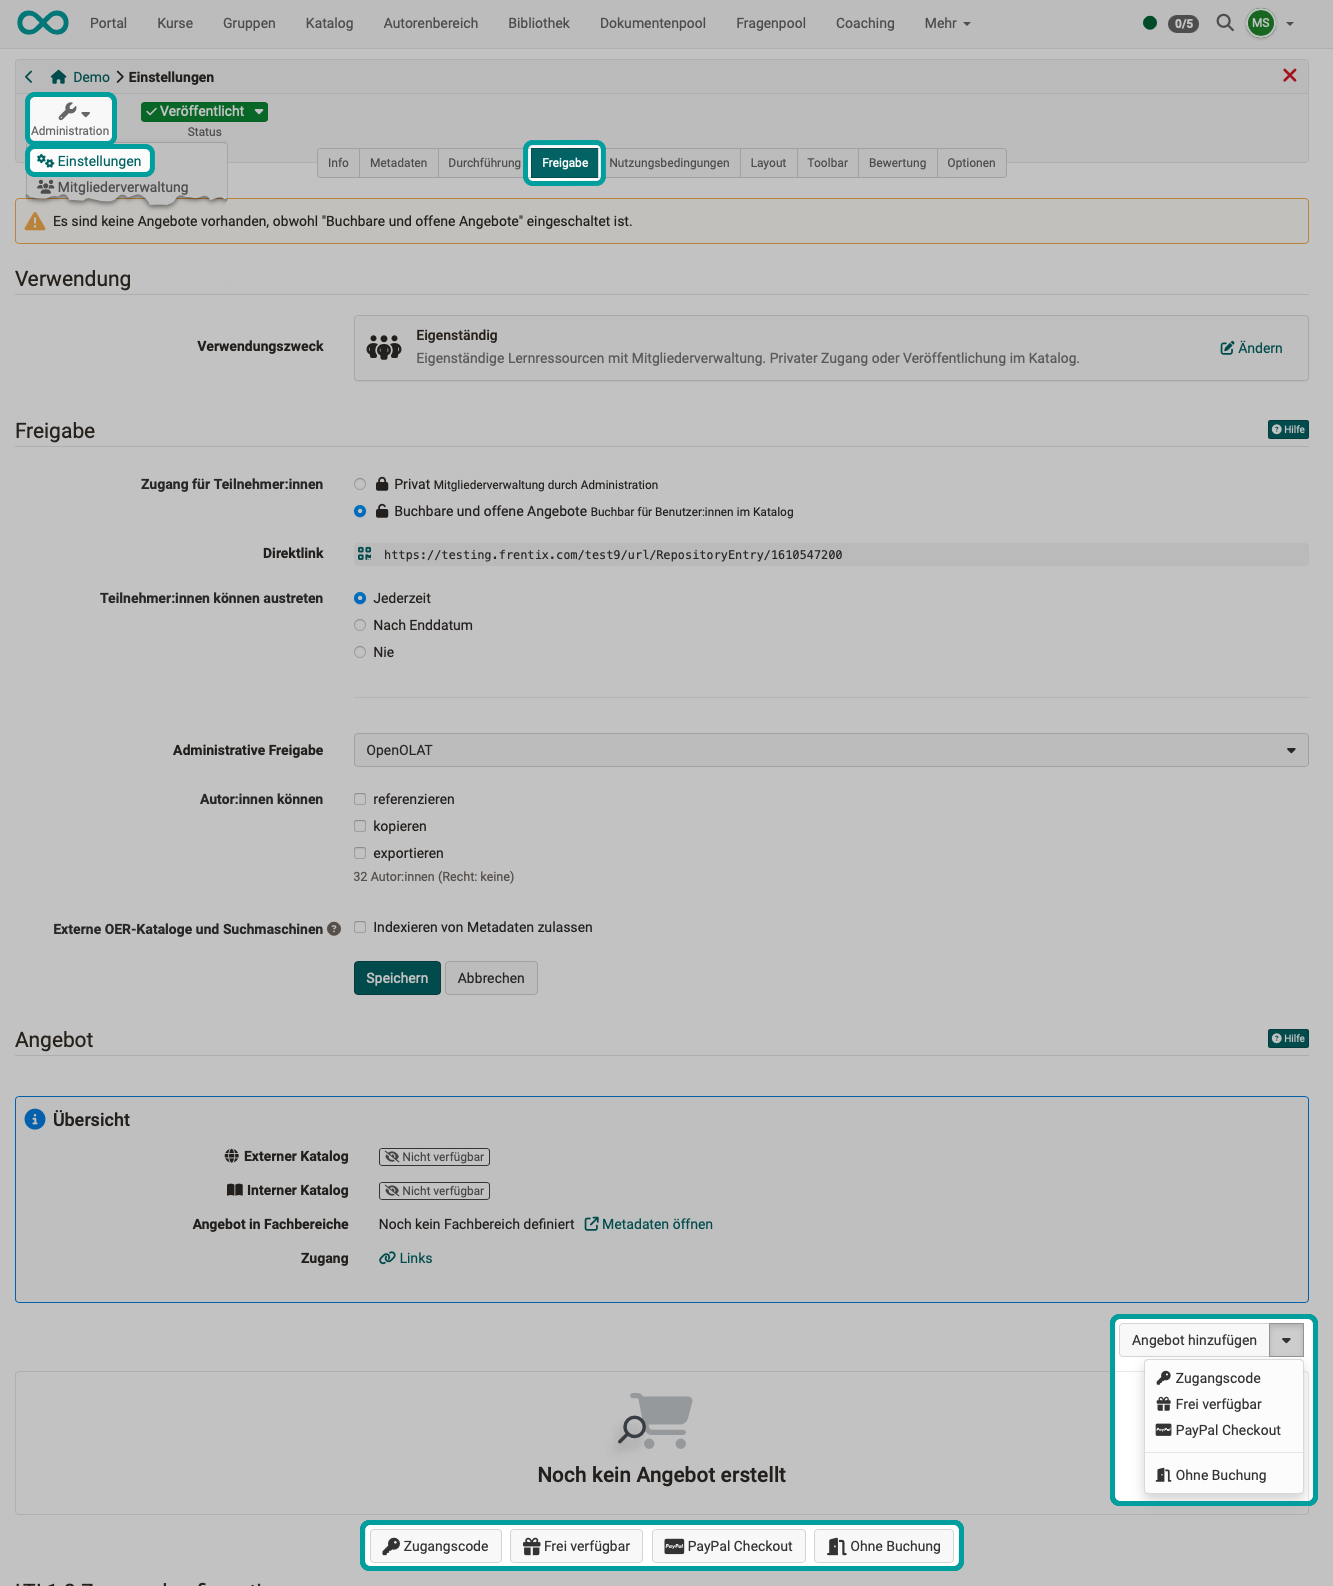 Portal Kurse Gruppen Katalog Autorenbereich Bibliothek Dokumentenpool Fragenpool Coaching Mehr 0/5 MS
Demo Einstellungen
Administration
Veröffentlicht
Status
Einstellungen
Mitgliederverwaltung
Info Metadaten Durchführung Freigabe Nutzungsbedingungen Layout Toolbar Bewertung Optionen
Es sind keine Angebote vorhanden, obwohl "Buchbare und offene Angebote" eingeschaltet ist.
Verwendung
Verwendungszweck
Eigenständig
Eigenständige Lernressourcen mit Mitgliederverwaltung. Privater Zugang oder Veröffentlichung im Katalog.
Ändern
Freigabe
Hilfe
Zugang für Teilnehmer:innen
Privat Mitgliederverwaltung durch Administration
Buchbare und offene Angebote Buchbar für Benutzer:innen im Katalog
Direktlink
https://testing.frentix.com/test9/url/RepositoryEntry/1610547200
Teilnehmer:innen können austreten
Jederzeit
Nach Enddatum
Nie
Administrative Freigabe
OpenOLAT
Autor:innen können
referenzieren
kopieren
exportieren
32 Autor:innen (Recht: keine)
Externe OER-Kataloge und Suchmaschinen
Indexieren von Metadaten zulassen
Speichern Abbrechen
Angebot
Hilfe
Übersicht
Externer Katalog Nicht verfügbar
Interner Katalog Nicht verfügbar
Angebot in Fachbereiche Noch kein Fachbereich definiert Metadaten öffnen
Zugang Links
Angebot hinzufügen
Zugangscode
Frei verfügbar
PayPal Checkout
Ohne Buchung
Noch kein Angebot erstellt
Zugangscode Frei verfügbar PayPal Checkout Ohne Buchung